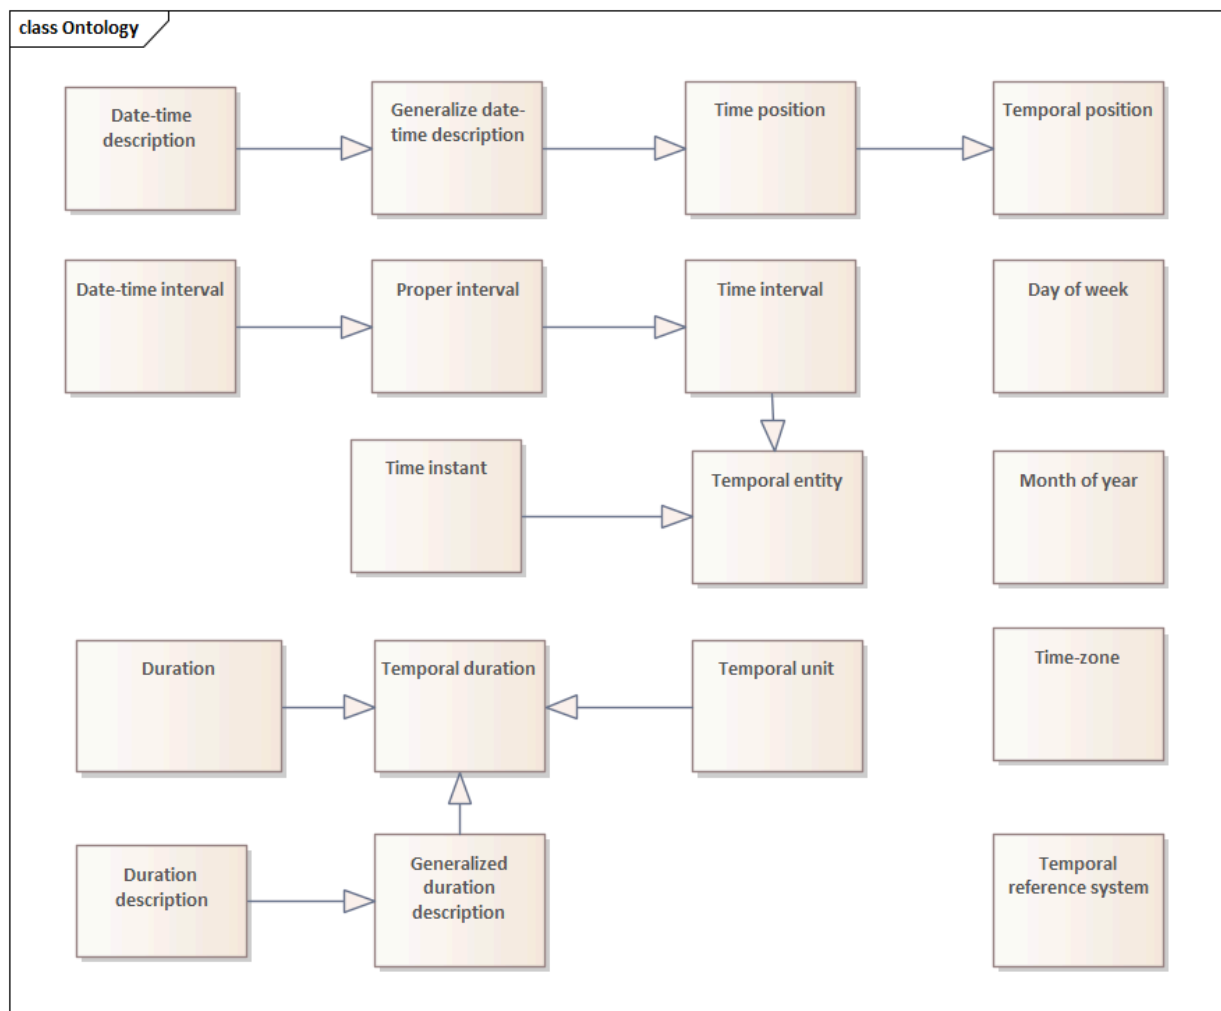 class Ontology
Date-time
description
Generalize date-
time description
Time position
Temporal position
Date-time interval
Proper interval
Time interval
Day of week
Time instant
Temporal entity
Month of year
Duration
Temporal duration
Temporal unit
Time-zone
Duration
description
Generalized
duration
description
Temporal
reference system